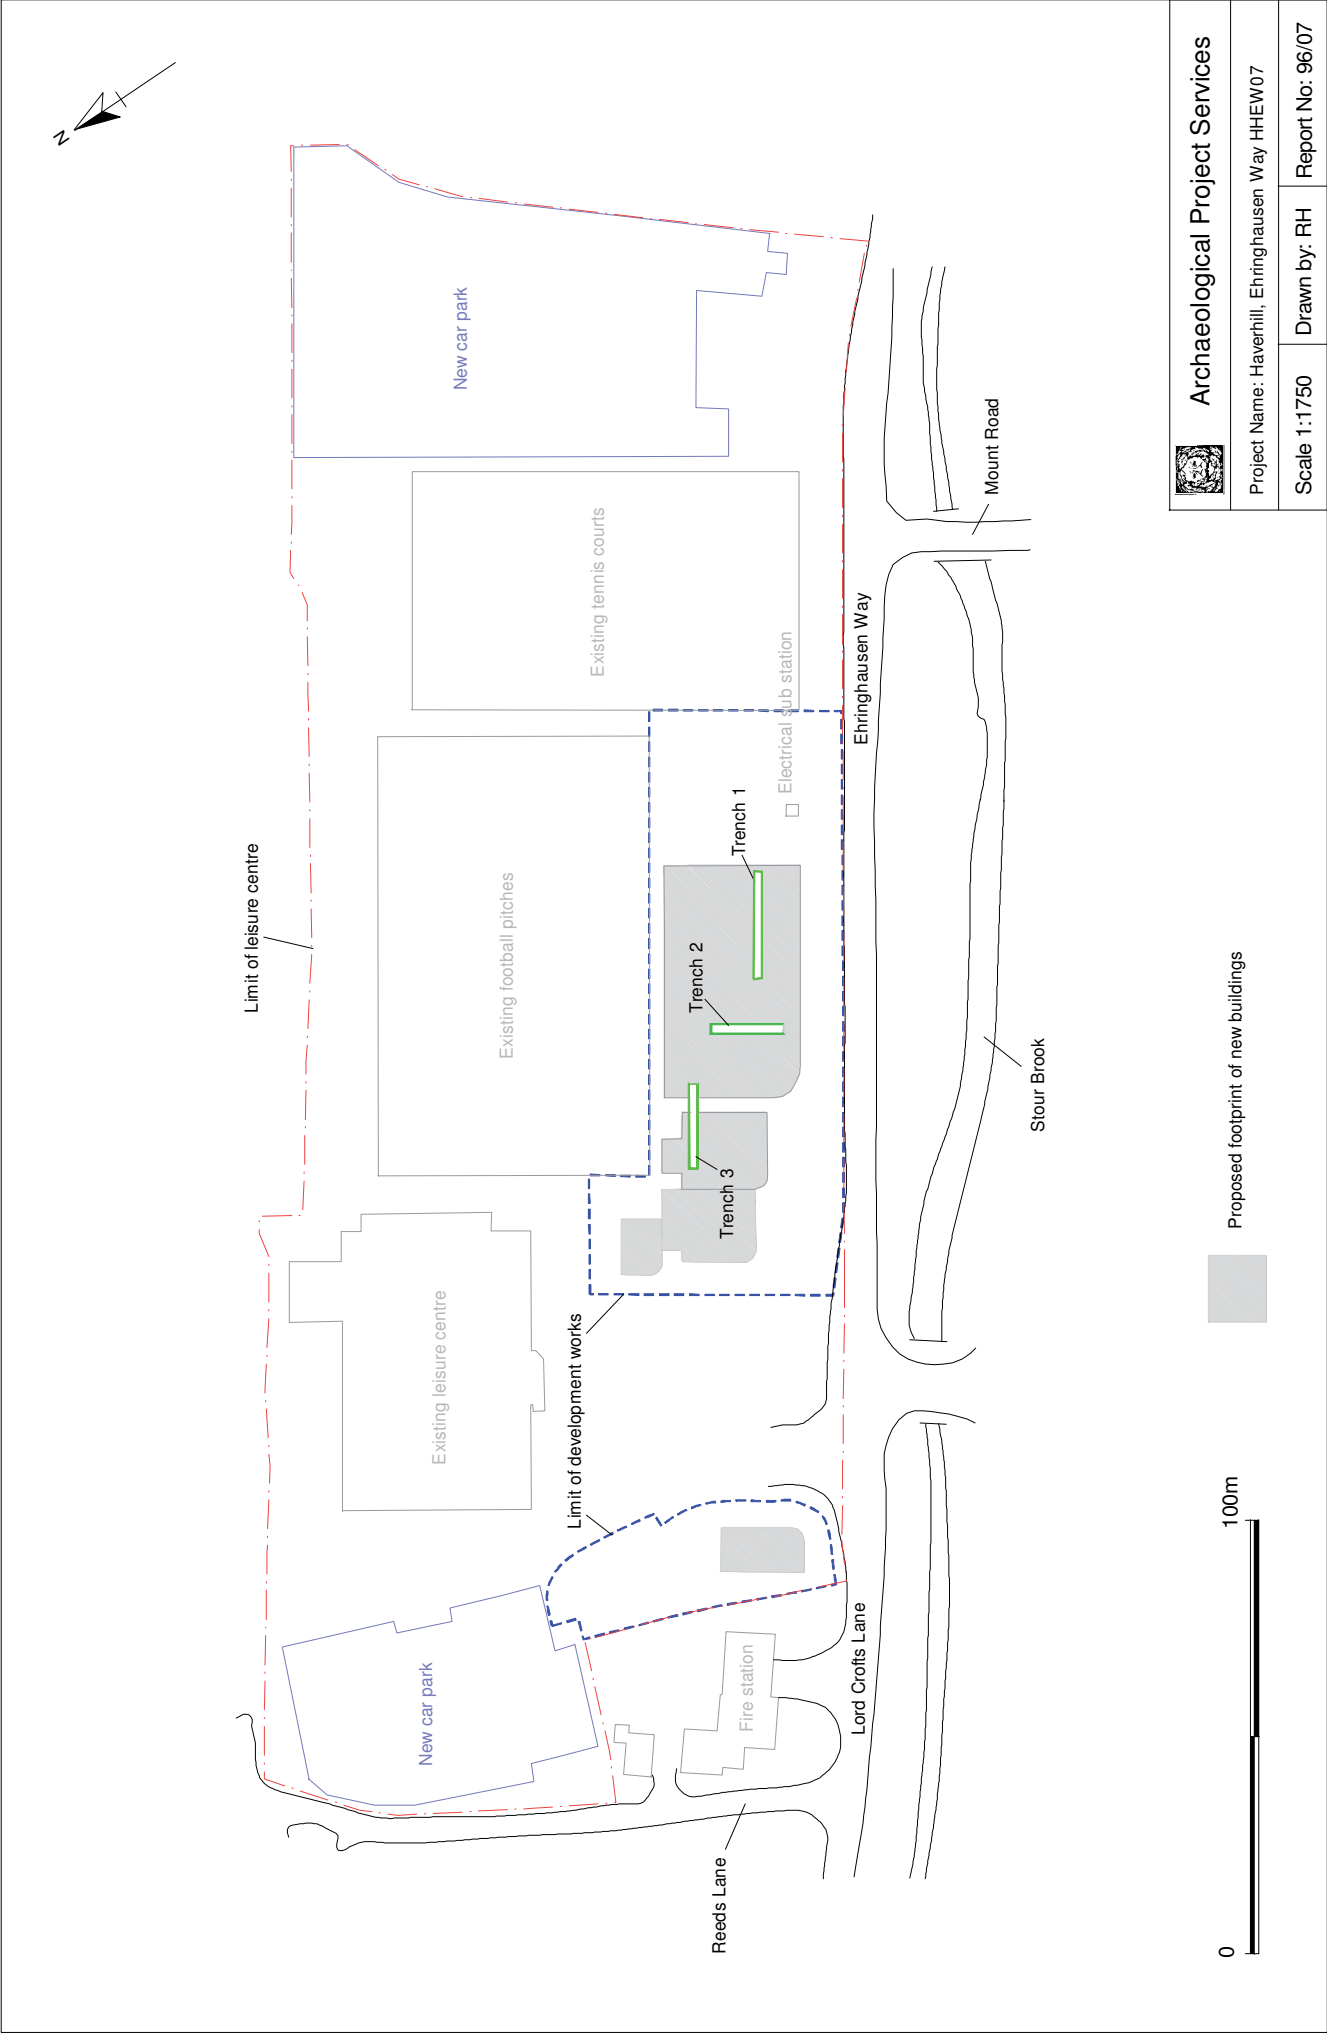 N
New car park
Limit of leisure centre
Existing tennis courts
Existing football pitches
Electrical sub station
Trench 1
Trench 2
Trench 3
Existing leisure centre
Limit of development works
New car park
Fire station
Reeds Lane
Lord Crofts Lane
Ehringhausen Way
Mount Road
Stour Brook
Proposed footprint of new buildings
0
100m
Archaeological Project Services
Project Name: Haverhill, Ehringhausen Way HHEW07
Scale 1:1750
Drawn by: RH
Report No: 96/07